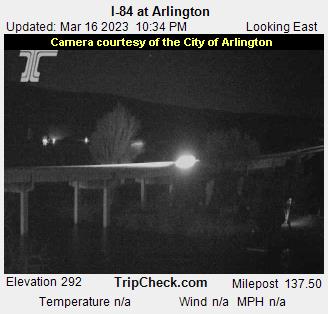 I-84 at Arlington
Updated: Mar 16 2023 10:34 PM Looking East
Camera courtesy of the City of Arlington
Elevation 292 TripCheck.com Milepost 137.50
Temperature n/a Wind n/a MPH n/a